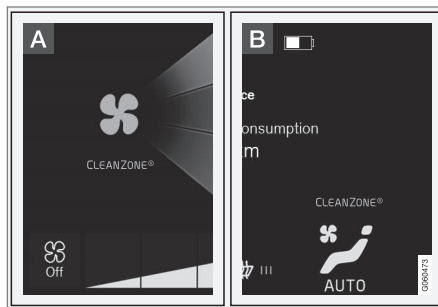 A
CLEANZONE®
Off
B
ce
onsumption
m
CLEANZONE®
AUTO
G060473